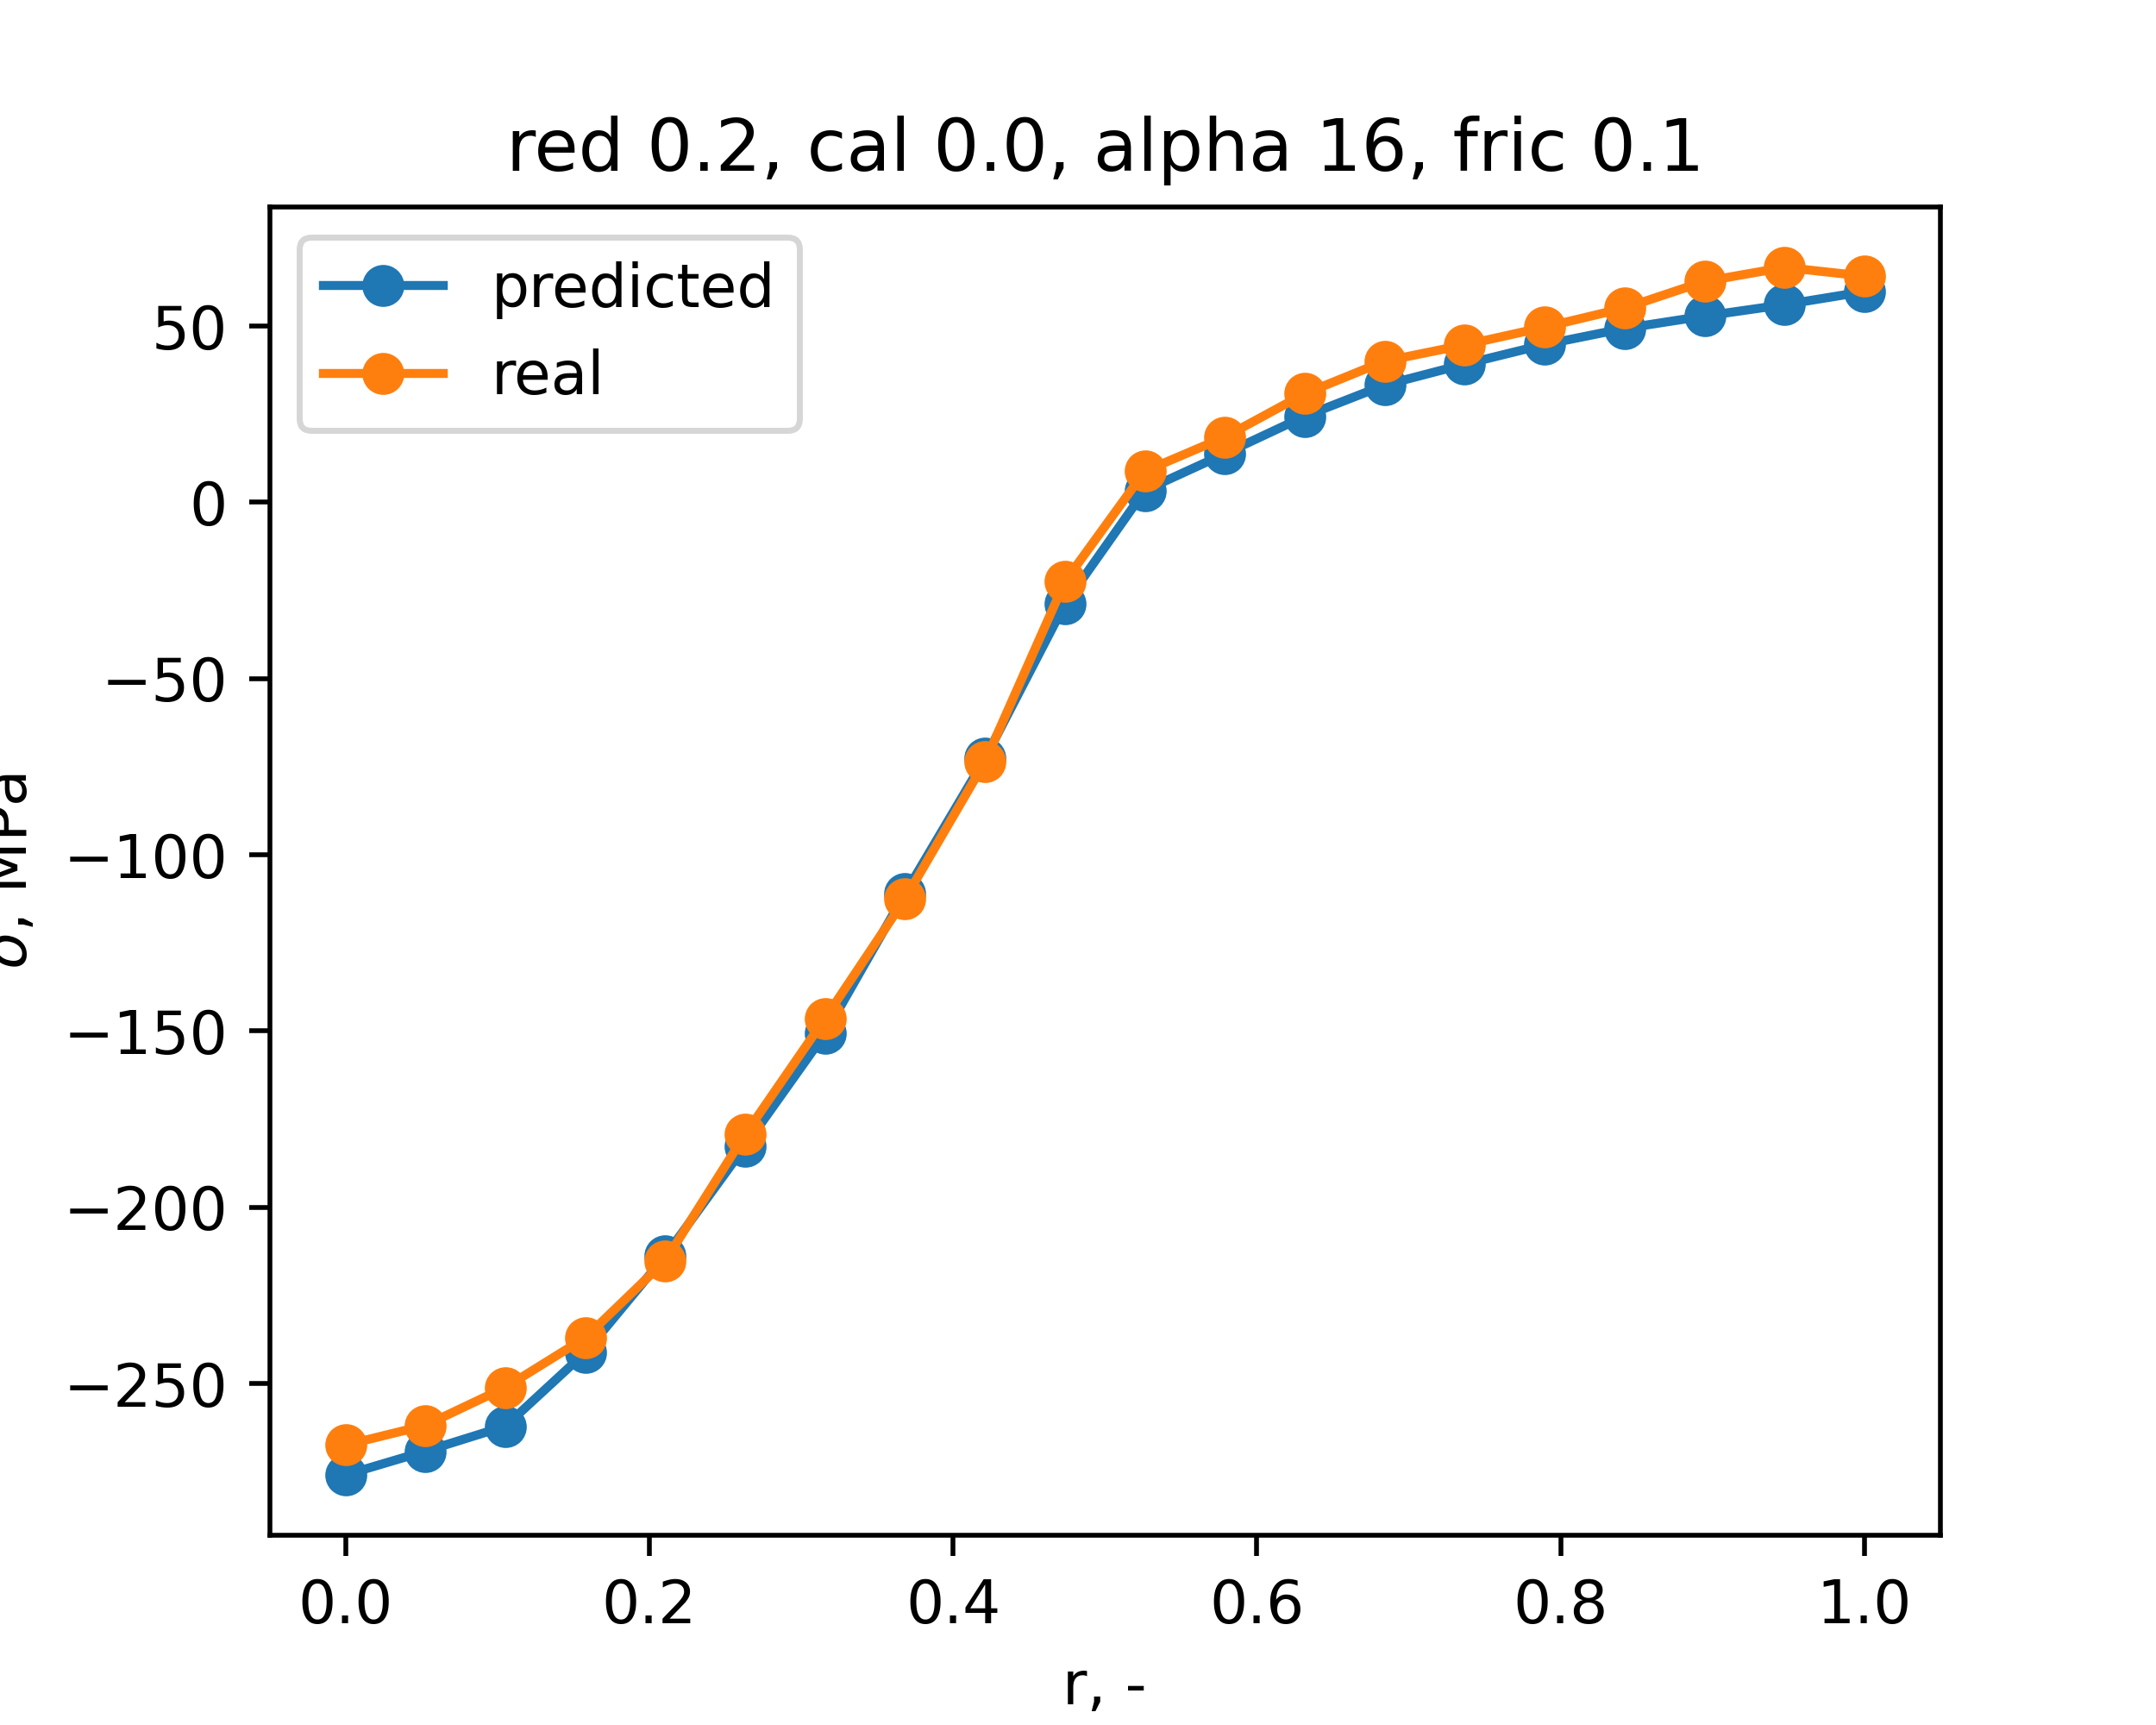 red 0.2, cal 0.0, alpha 16, fric 0.1
predicted
real
50
0
−50
−100
−150
−200
−250
σ, MPa
0.0 0.2 0.4 0.6 0.8 1.0
r, -